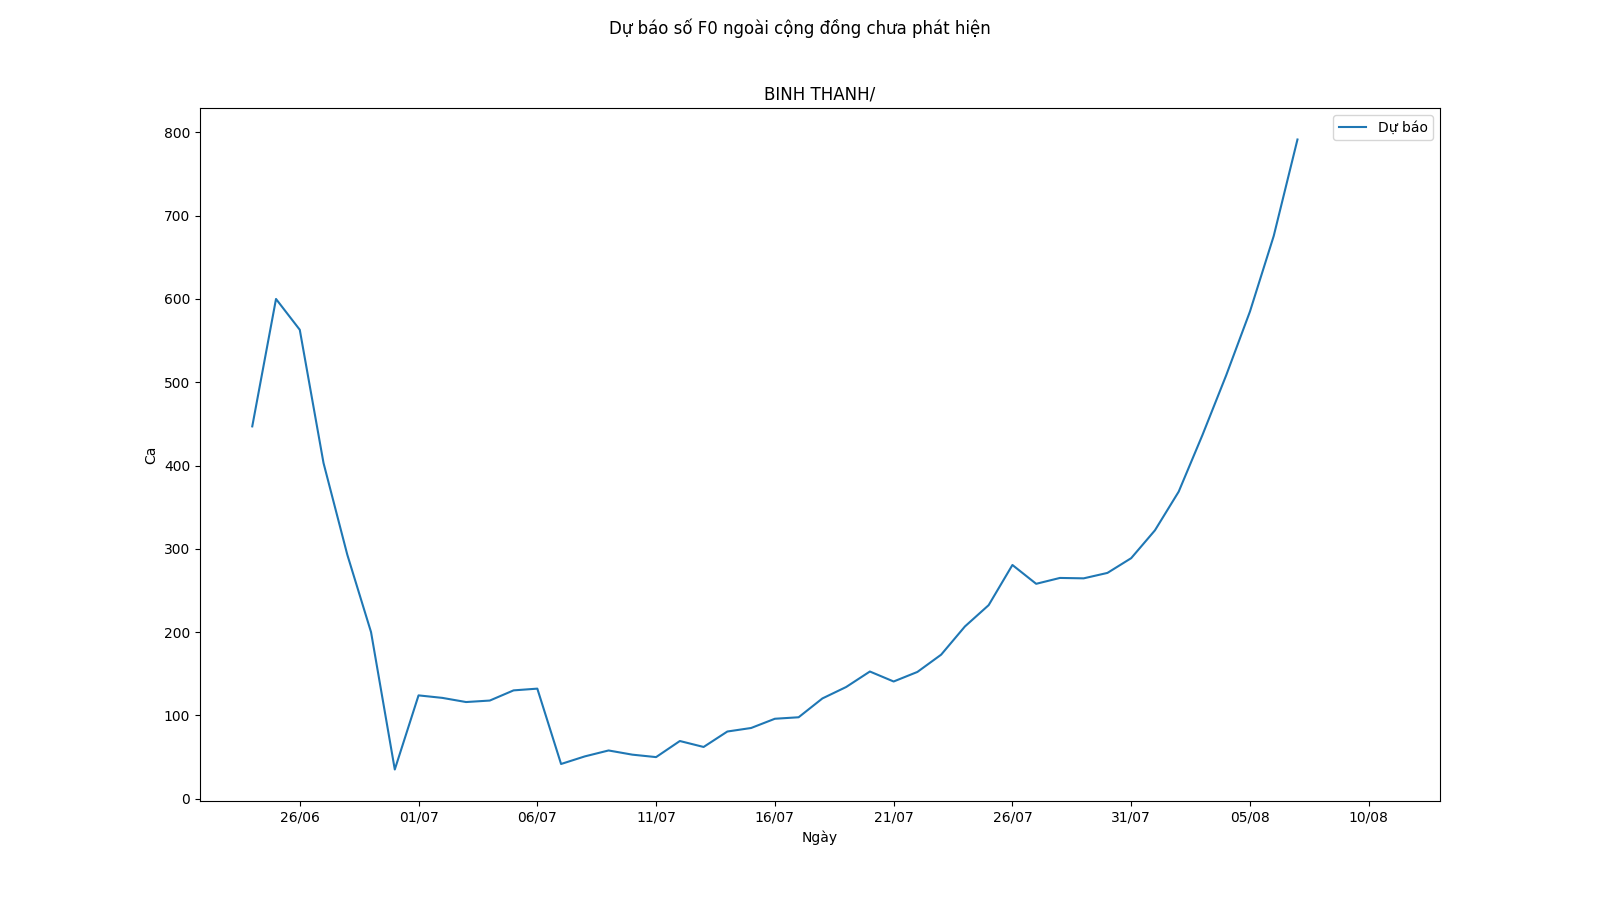 Dự báo số F0 ngoài cộng đồng chưa phát hiện
BINH THANH/
Dự báo
800
700
600
500
400
300
200
100
0
Ca
26/06 01/07 06/07 11/07 16/07 21/07 26/07 31/07 05/08 10/08
Ngày